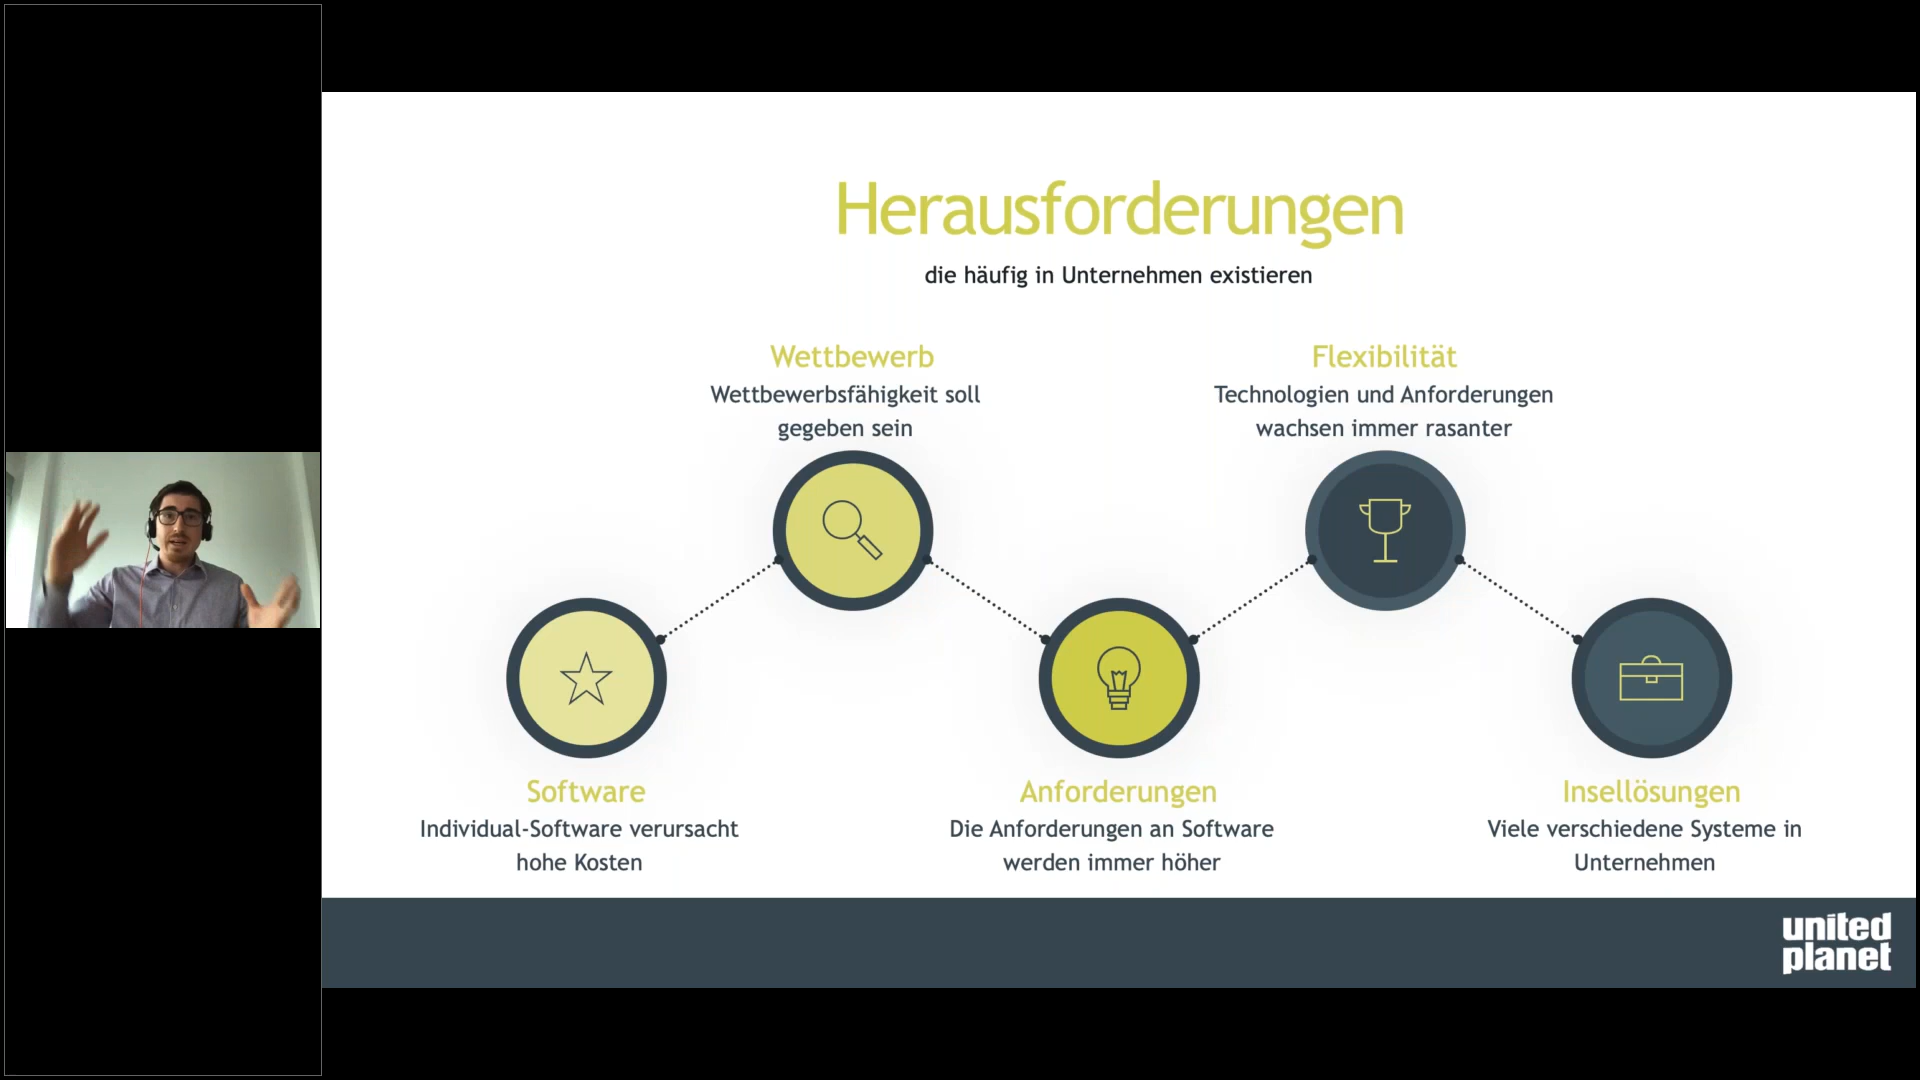 Herausforderungen
die häufig in Unternehmen existieren
Wettbewerb
Wettbewerbsfähigkeit soll
gegeben sein
Flexibilität
Technologien und Anforderungen
wachsen immer rasanter
Software
Individual-Software verursacht
hohe Kosten
Anforderungen
Die Anforderungen an Software
werden immer höher
Insellösungen
Viele verschiedene Systeme in
Unternehmen
united
planet